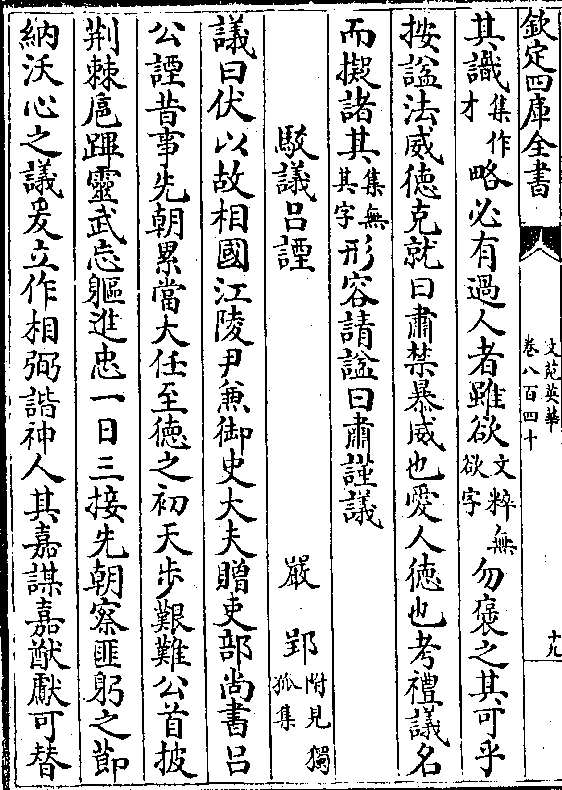 欽定四庫全書
文苑英華
卷八百四十
十九
其識集作才略必有過人者雖欲文粹無欲字勿褒之其可乎
按諡法威德克就曰肅禁暴威也愛人德也考禮議名
而擬諸其集無其字形容請諡曰肅謹議
駮議呂諲 嚴郢附見獨孤集
議曰伏以故相國江陵尹兼御史大夫贈吏部尚書呂
公諲昔事先朝累當大任至德之初天步艱難公首披
荆棘扈蹕靈武忘軀進忠一日三接先朝察匪躬之節
納沃心之議爰立作相弼諧神人其嘉謀嘉猷獻可替